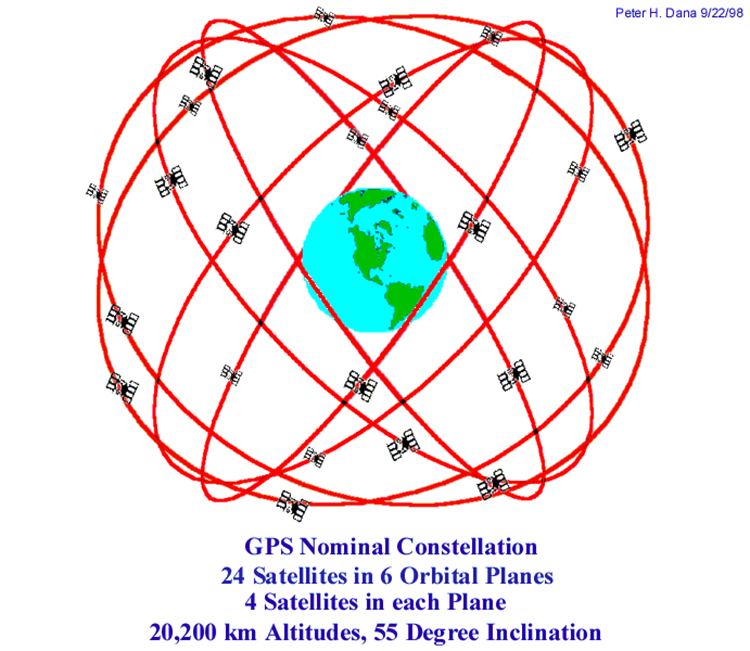 Peter H. Dana 9/22/98
GPS Nominal Constellation
24 Satellites in 6 Orbital Planes
4 Satellites in each Plane
20,200 km Altitudes, 55 Degree Inclination